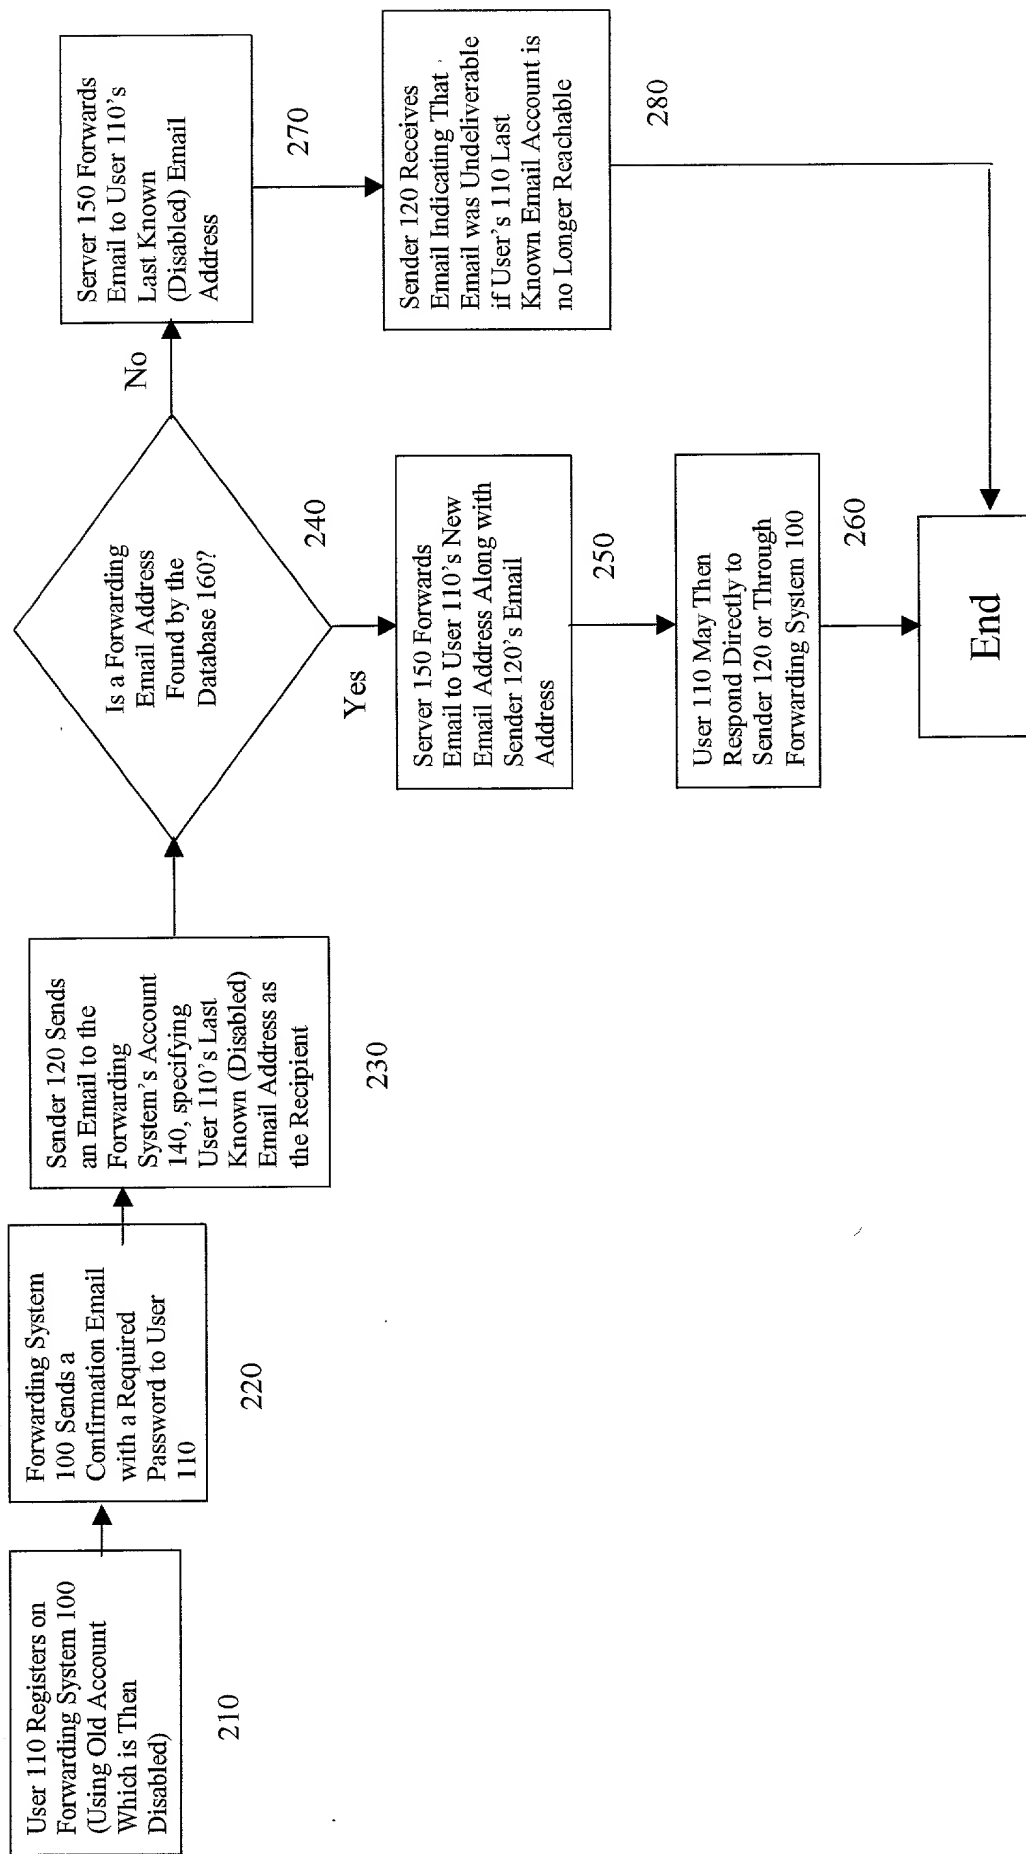 User 110 Registers on
Forwarding System 100
(Using Old Account
Which is Then
Disabled)
210
Forwarding System
100 Sends a
Confirmation Email
with a Required
Password to User
110
220
Sender 120 Sends
an Email to the
Forwarding
System's Account
140, specifying
User 110's Last
Known (Disabled)
Email Address as
the Recipient
230
Is a Forwarding
Email Address
Found by the
Database 160?
240
Yes
No
Server 150 Forwards
Email to User 110's New
Email Address Along with
Sender 120's Email
Address
250
User 110 May Then
Respond Directly to
Sender 120 or Through
Forwarding System 100
260
Server 150 Forwards
Email to User 110's
Last Known
(Disabled) Email
Address
270
Sender 120 Receives
Email Indicating That
Email was Undeliverable
if User's 110 Last
Known Email Account is
no Longer Reachable
280
End